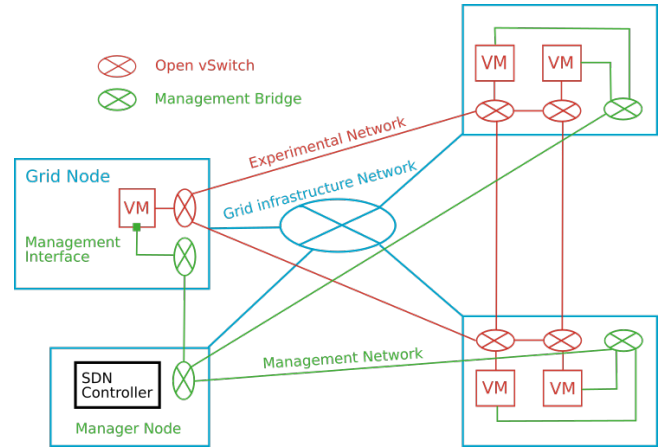 Open vSwitch
Management Bridge
VM
VM
Experimental Network
Grid Node
Grid infrastructure Network
VM
Management
Interface
Management Network
SDN
Controller
VM
VM
Manager Node